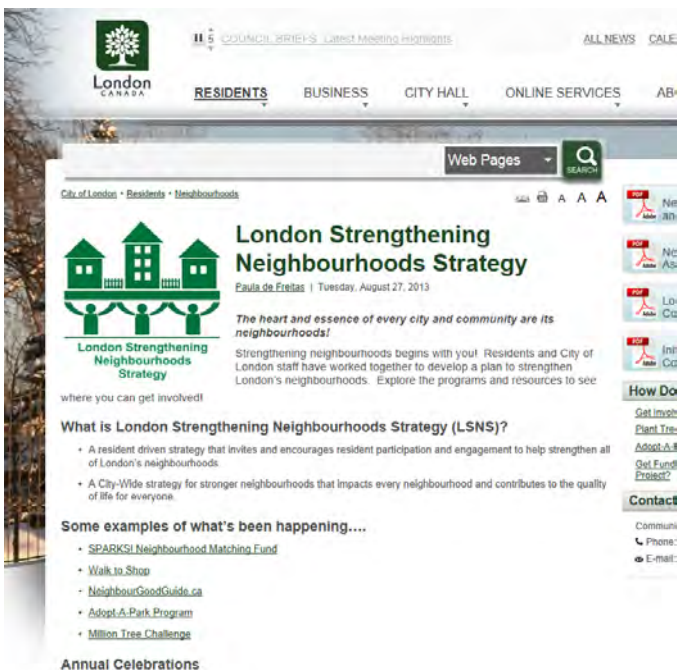 COUNCIL BRIEFS Latest Meeting Highlights
ALL NEWS
London
CANADA
RESIDENTS
BUSINESS
CITY HALL
ONLINE SERVICES
Web Pages
SEARCH
City of London • Residents • Neighbourhoods
A A A
London Strengthening
Neighbourhoods Strategy
Paula de Freitas | Tuesday, August 27, 2013
The heart and essence of every city and community are its
neighbourhoods!
London Strengthening
Neighbourhoods
Strategy
Strengthening neighbourhoods begins with you! Residents and City of
London staff have worked together to develop a plan to strengthen
London's neighbourhoods. Explore the programs and resources to see
where you can get involved!
What is London Strengthening Neighbourhoods Strategy (LSNS)?
• A resident driven strategy that invites and encourages resident participation and engagement to help strengthen all
of London's neighbourhoods
• A City-Wide strategy for stronger neighbourhoods that impacts every neighbourhood and contributes to the quality
of life for everyone.
Some examples of what's been happening....
• SPARKS! Neighbourhood Matching Fund
• Walk to Shop
• NeighbourGoodGuide.ca
• Adopt-A-Park Program
• Million Tree Challenge
Annual Celebrations
PDF
Adobe
PDF
Adobe
PDF
Adobe
PDF
Adobe
How Do
Project?
Contact
Phone:
E-mail: